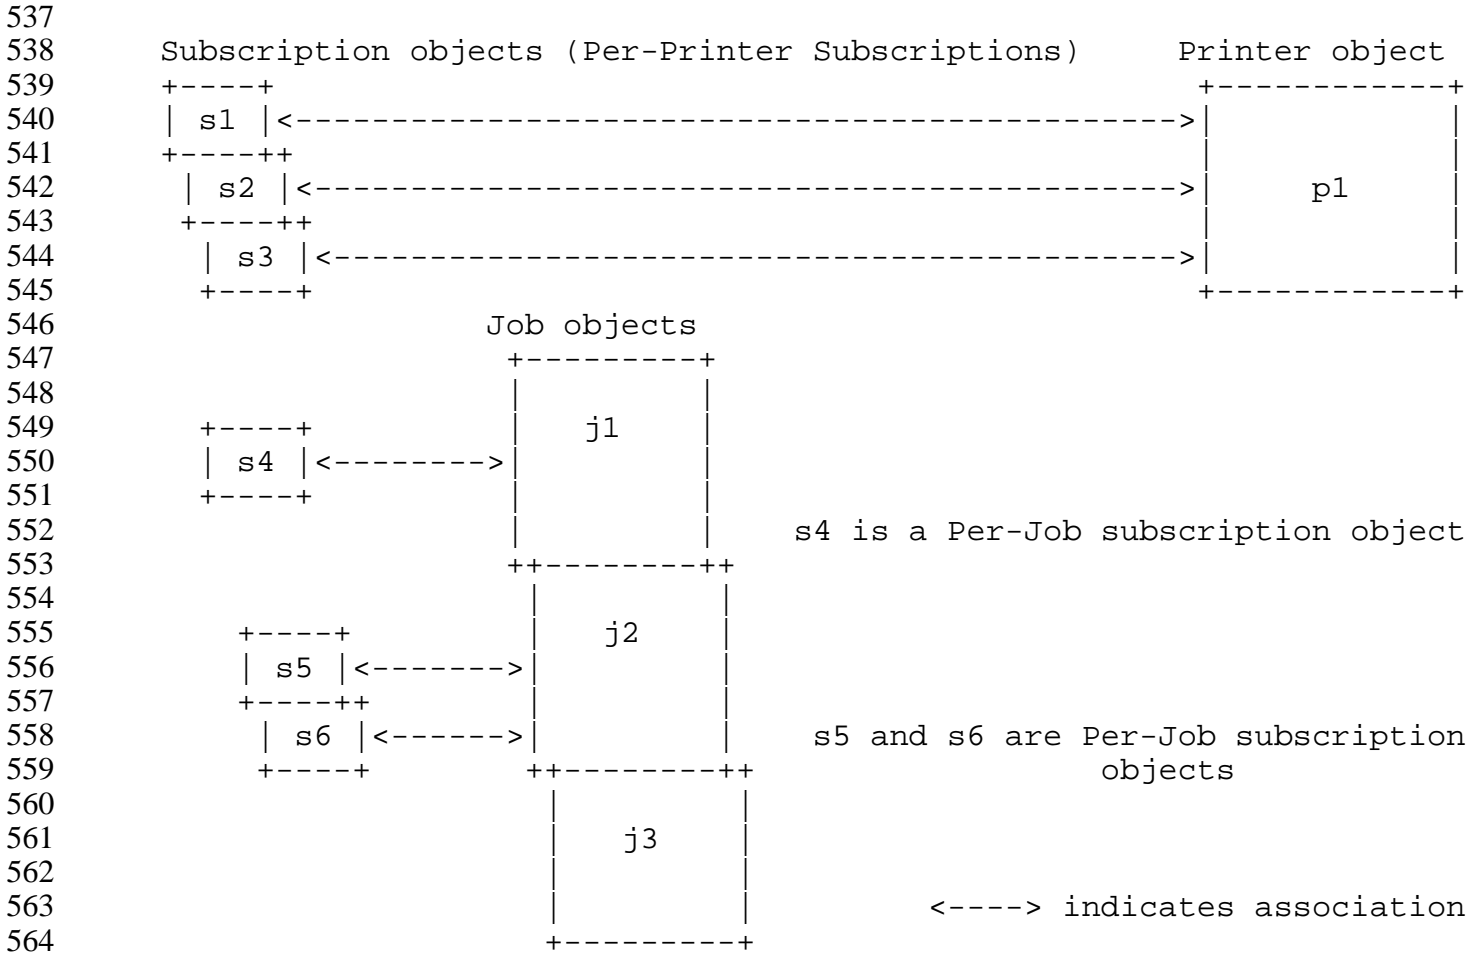 537
538 Subscription objects (Per-Printer Subscriptions) Printer object
539 +----+ +------------+
540 | s1 |<---------------------------------------------->| |
541 +----++ | |
542 | s2 |<--------------------------------------------->| p1 |
543 +----++ | |
544 | s3 |<-------------------------------------------->| |
545 +----+ +------------+
546 Job objects
547 +---------+
548 | |
549 +----+ | j1 |
550 | s4 |<-------->| |
551 +----+ | |
552 | | s4 is a Per-Job subscription object
553 ++--------++
554 | |
555 +----+ | j2 |
556 | s5 |<------->| |
557 +----++ | |
558 | s6 |<------>| | s5 and s6 are Per-Job subscription
559 +----+ ++--------++ objects
560 | |
561 | j3 |
562 | |
563 | | <----> indicates association
564 +---------+